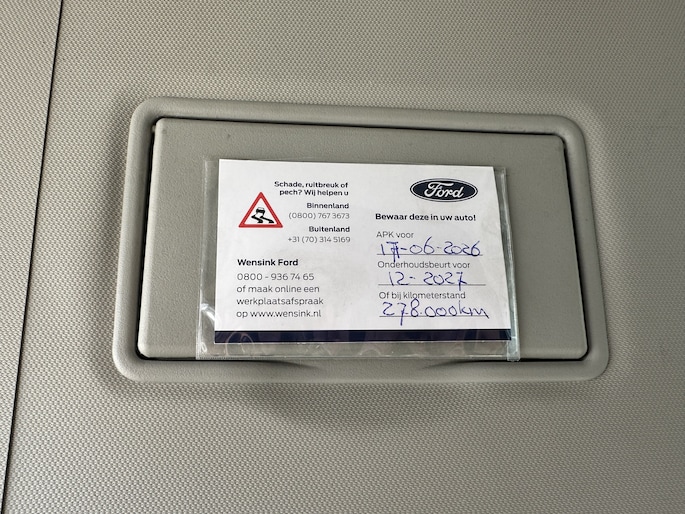 Schade, ruitbreuk of
pech? Wij helpen u
Binnenland
(0800) 767 3673
Buitenland
+31 (70) 314 5169
Wensink Ford
0800 - 936 74 65
of maak online een
werkplaatsafspraak
op www.wensink.nl
Ford
Bewaar deze in uw auto!
APK voor
17-06-2026
Onderhoudsbeurt voor
12-2027
Of bij kilometerstand
278.000km